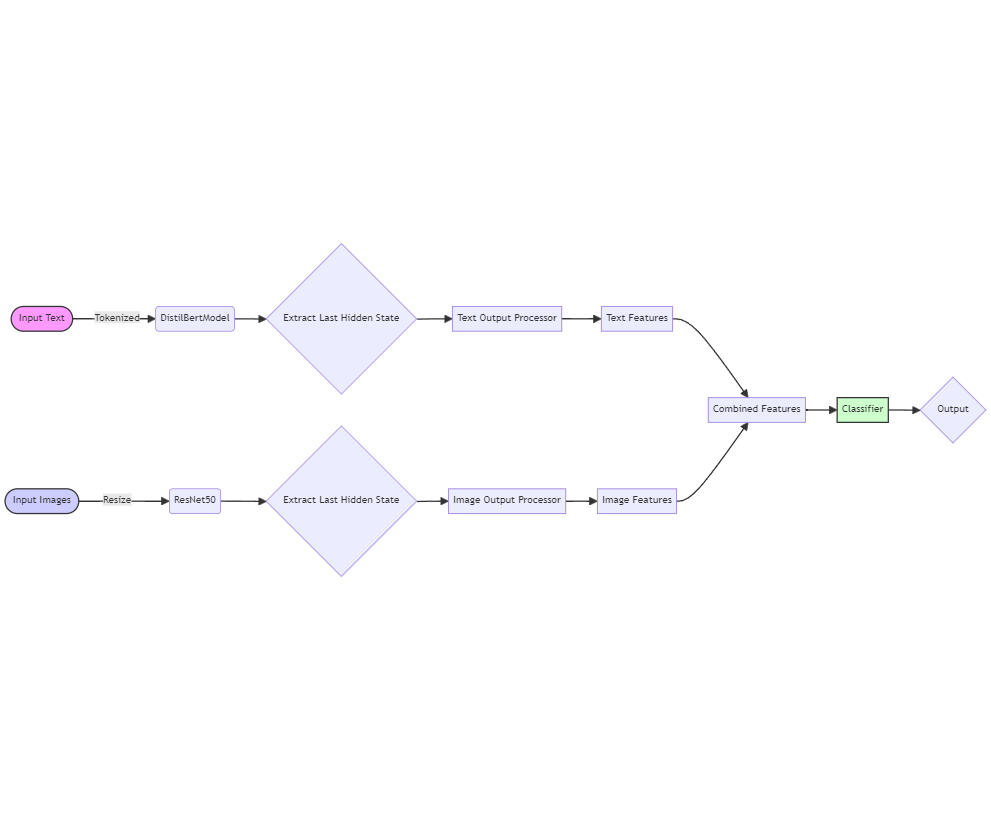 Input Text
Tokenized
DistilBertModel
Extract Last Hidden State
Text Output Processor
Text Features
Input Images
Resize
ResNet50
Extract Last Hidden State
Image Output Processor
Image Features
Combined Features
Classifier
Output